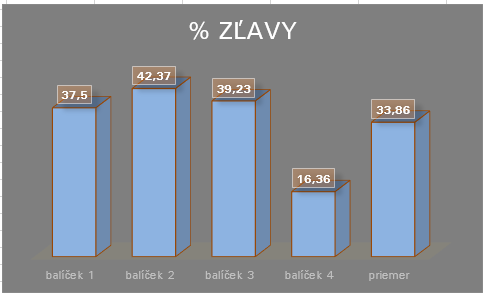 % ZĽAVY
37,5
42,37
39,23
16,36
33,86
balíček 1
balíček 2
balíček 3
balíček 4
priemer